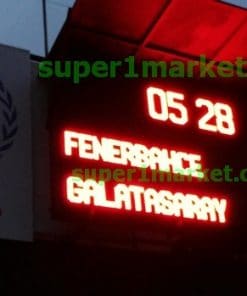 super1market
05 28
FENERBAHCE
super1market.c
GALATASARAY